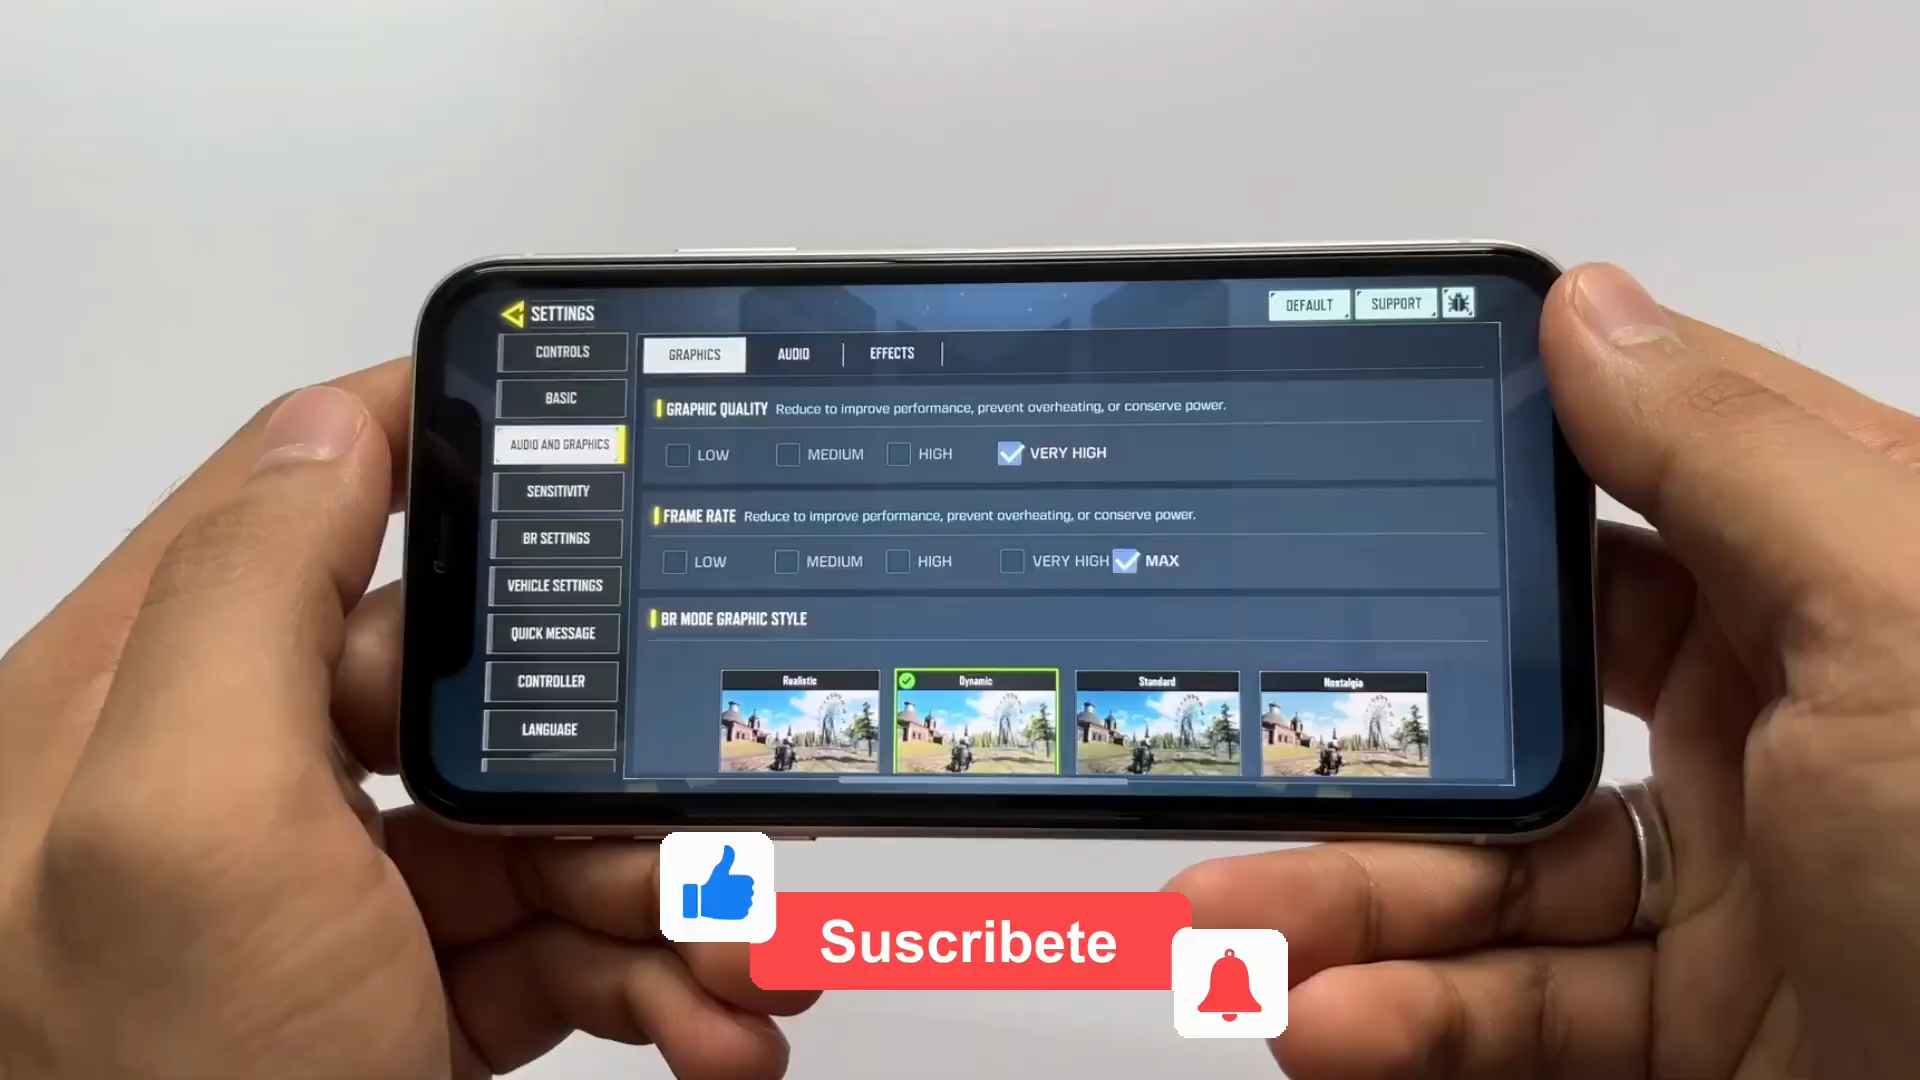 SETTINGS
DEFAULT
SUPPORT
CONTROLS
BASIC
AUDIO AND GRAPHICS
SENSITIVITY
BR SETTINGS
VEHICLE SETTINGS
QUICK MESSAGE
CONTROLLER
LANGUAGE
GRAPHICS
AUDIO
EFFECTS
GRAPHIC QUALITY Reduce to improve performance, prevent overheating, or conserve power.
LOW MEDIUM HIGH VERY HIGH
FRAME RATE Reduce to improve performance, prevent overheating, or conserve power.
LOW MEDIUM HIGH VERY HIGH MAX
BR MODE GRAPHIC STYLE
Realistic
Dynamic
Standard
Nostalgia
Suscribete